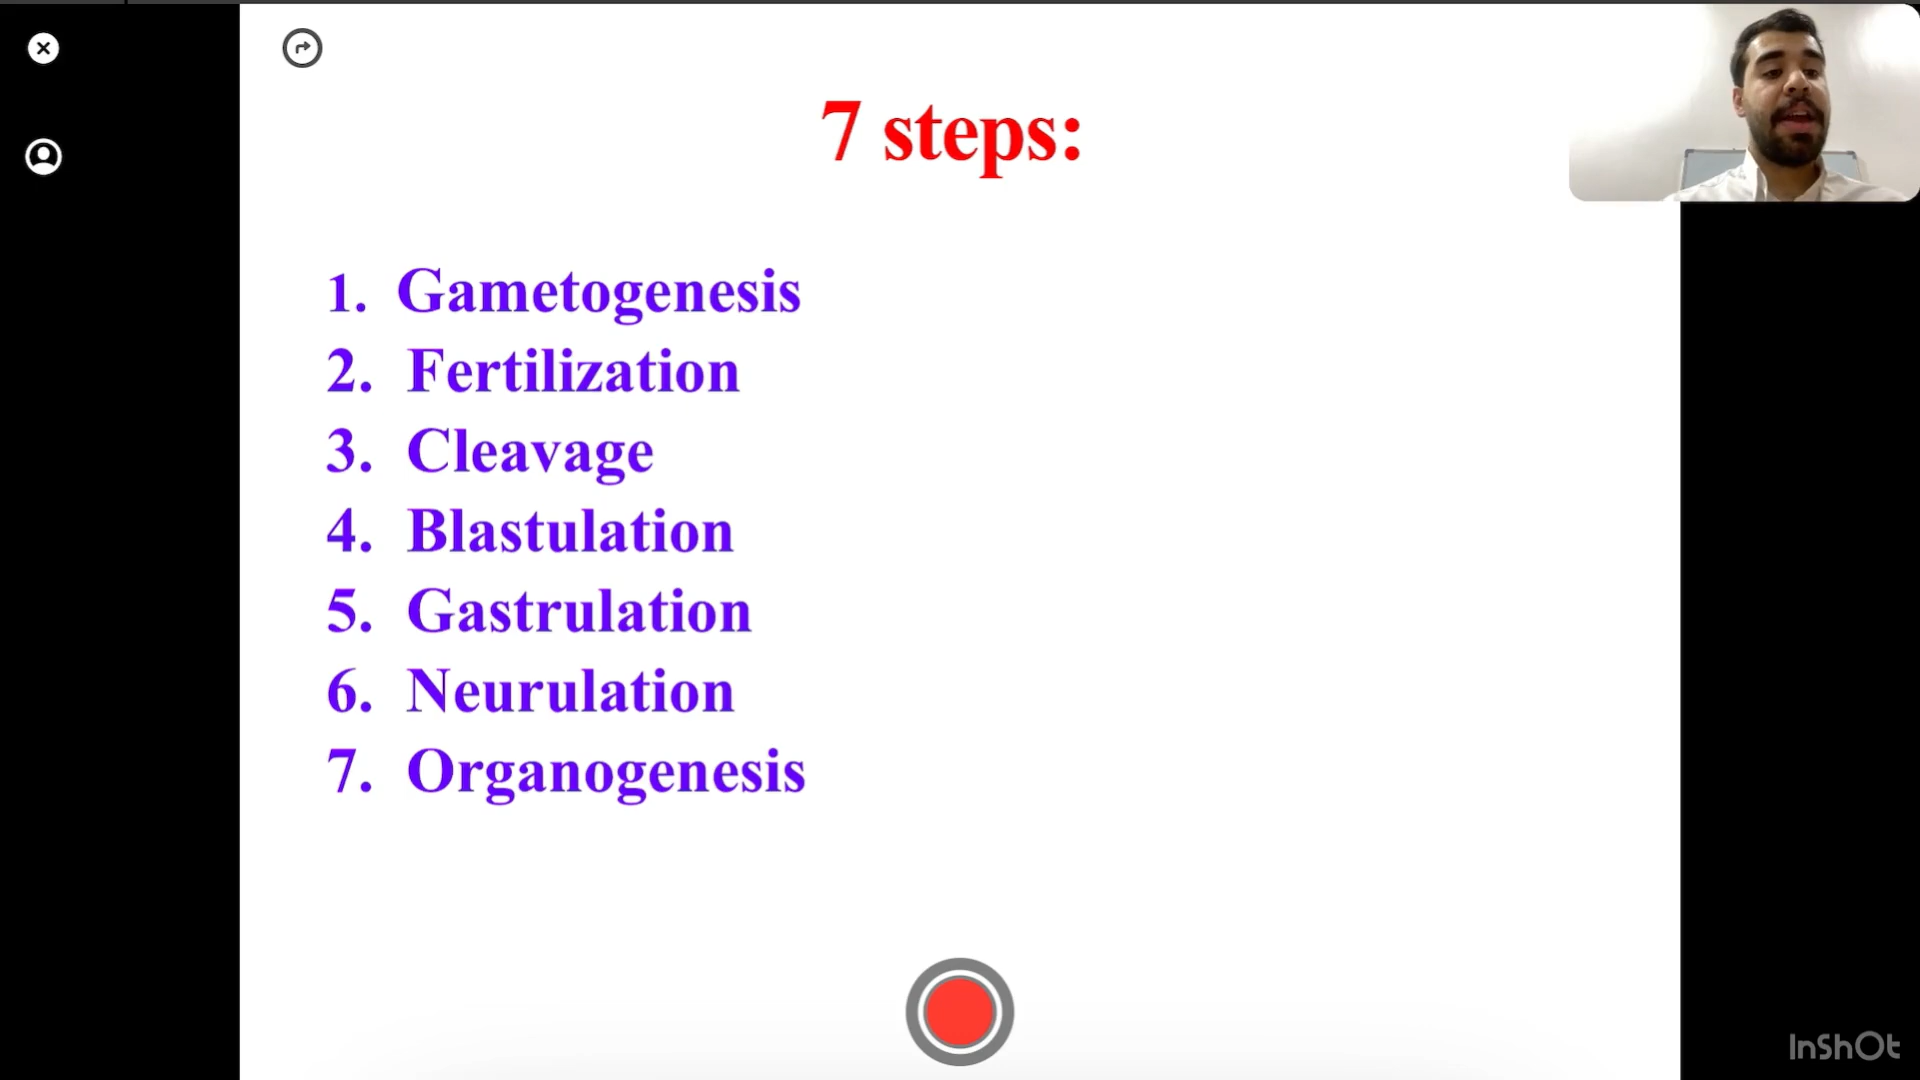 7 steps:
1. Gametogenesis
2. Fertilization
3. Cleavage
4. Blastulation
5. Gastrulation
6. Neurulation
7. Organogenesis
InShOt